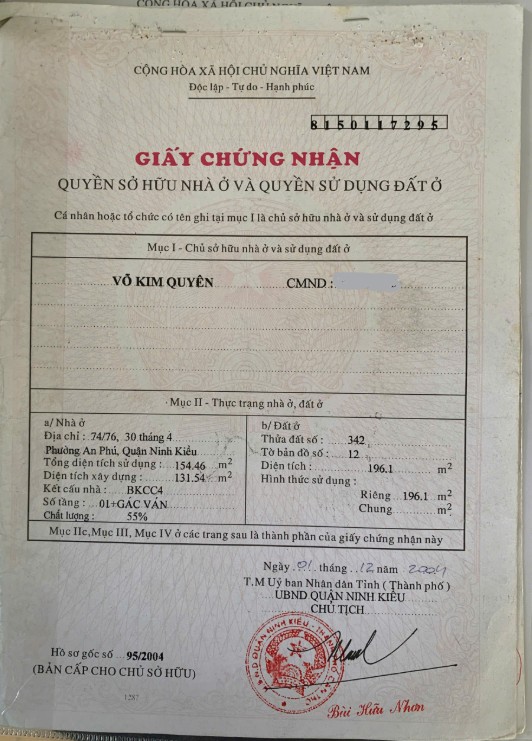 CỘNG HÒA XÃ HỘI CHỦ NGHĨA VIỆT NAM
Độc lập - Tự do - Hạnh phúc
8150117295
GIẤY CHỨNG NHẬN
QUYỀN SỞ HỮU NHÀ Ở VÀ QUYỀN SỬ DỤNG ĐẤT Ở
Cá nhân hoặc tổ chức có tên ghi tại mục I là chủ sở hữu nhà ở và sử dụng đất ở
Mục I - Chủ sở hữu nhà ở và sử dụng đất ở
VÕ KIM QUYÊN CMND :
Mục II - Thực trạng nhà ở, đất ở
a/ Nhà ở
Địa chỉ : 74/76, 30 tháng 4
Phường An Phú, Quận Ninh Kiều
Tổng diện tích sử dụng : 154.46 m2
Diện tích xây dựng : 131.54 m2
Kết cấu nhà : BKCC4
Số tầng : 01+GÁC VÁN
Chất lượng : 55%
b/ Đất ở
Thửa đất số : 342
Tờ bản đồ số : 12
Diện tích : 196.1 m2
Hình thức sử dụng :
Riêng 196.1 m2
Chung m2
Mục IIc, Mục III, Mục IV ở các trang sau là thành phần của giấy chứng nhận này
Ngày 01 tháng 12 năm 2004
T.M Uỷ ban Nhân dân Tỉnh ( Thành phố )
UBND QUẬN NINH KIỀU
CHỦ TỊCH
Hồ sơ gốc số 95/2004
(BẢN CẤP CHO CHỦ SỞ HỮU)
1287
Bùi Hữu Nhơn